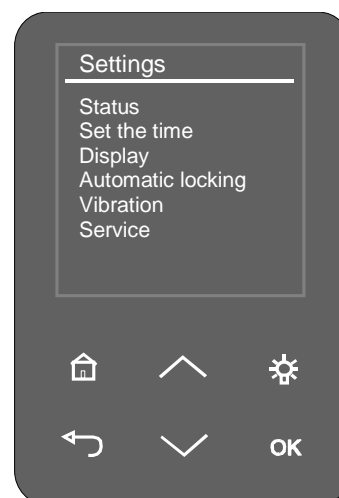 Settings
Status
Set the time
Display
Automatic locking
Vibration
Service
OK